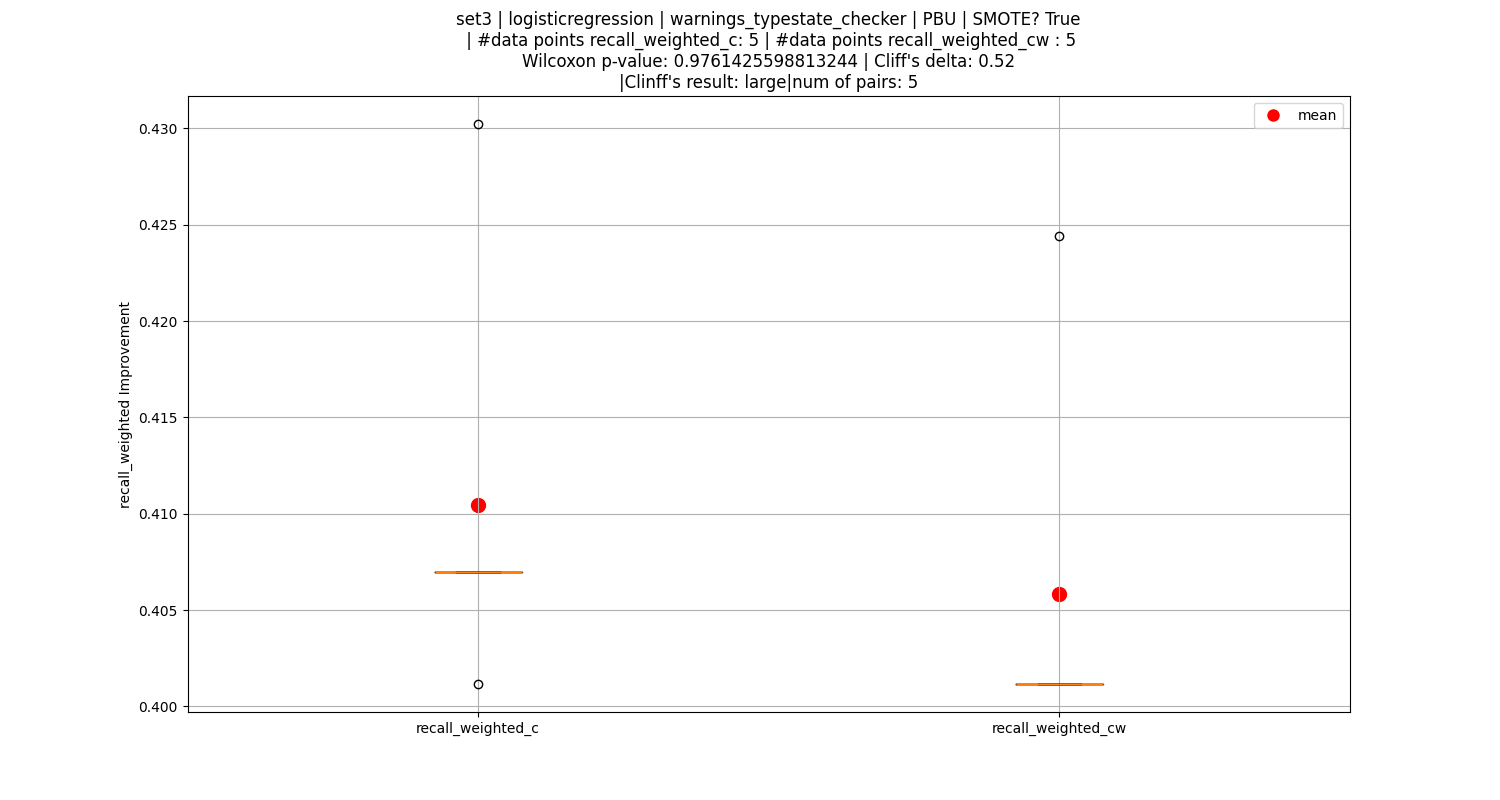 set3 | logisticregression | warnings_typestate_checker | PBU | SMOTE? True
| #data points recall_weighted_c: 5 | #data points recall_weighted_cw : 5
Wilcoxon p-value: 0.9761425598813244 | Cliff's delta: 0.52
|Clinff's result: large|num of pairs: 5
mean
recall_weighted Improvement
0.430
0.425
0.420
0.415
0.410
0.405
0.400
recall_weighted_c
recall_weighted_cw